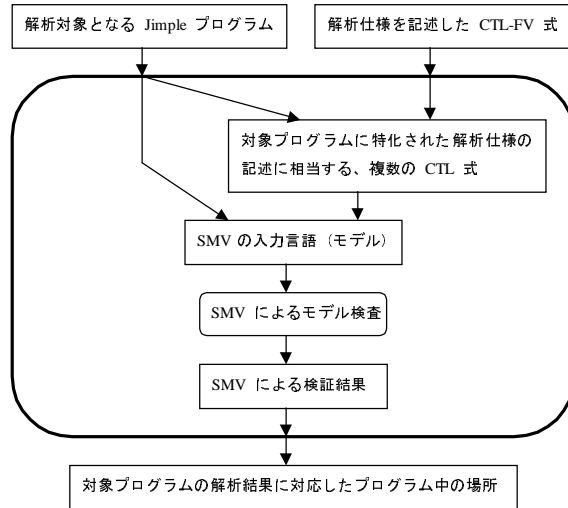 解析対象となる Jimple プログラム
解析仕様を記述した CTL-FV 式
対象プログラムに特化された解析仕様の
記述に相当する、複数の CTL 式
SMV の入力言語（モデル）
SMV によるモデル検査
SMV による検証結果
対象プログラムの解析結果に対応したプログラム中の場所